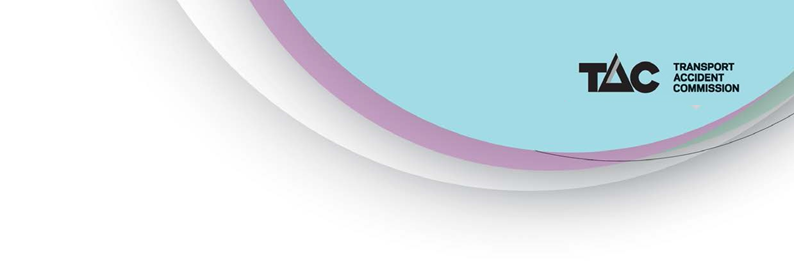 TAC
TRANSPORT
ACCIDENT
COMMISSION